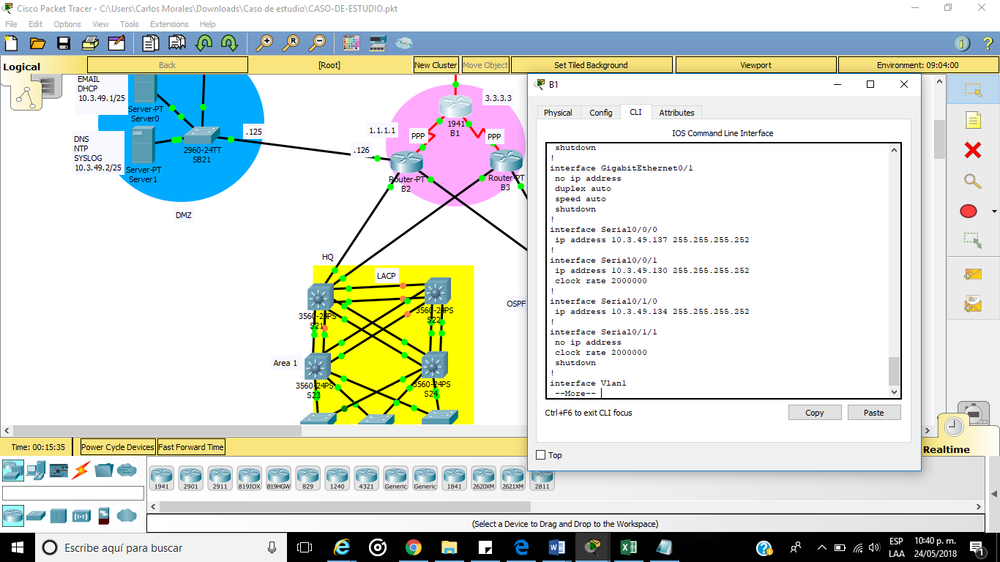 Cisco Packet Tracer - C:\Users\Carlos Morales\Downloads\Caso de estudio\CASO-DE-ESTUDIO.pkt
File Edit Options View Tools Extensions Help
Logical
Back
[Root]
New Cluster
Move Object
Set Tiled Background
Viewport
Environment: 09:04:00
EMAIL
DHCP
10.3.49.1/25
Server-PT
Server0
DNS
NTP
SYSLOG
10.3.49.2/25
Server-PT
Server1
2960-24TT
SB21
.125
.126
DMZ
1.1.1.1
3.3.3.3
1941
B1
PPP
PPP
Router-PT
B2
Router-PT
B3
HQ
LACP
3560-24PS
S21
3560-24PS
S22
OSPF
Area 1
3560-24PS
S23
3560-24PS
S24
B1
Physical
Config
CLI
Attributes
IOS Command Line Interface
shutdown
!
interface GigabitEthernet0/1
no ip address
duplex auto
speed auto
shutdown
!
interface Serial0/0/0
ip address 10.3.49.137 255.255.255.252
!
interface Serial0/0/1
ip address 10.3.49.130 255.255.255.252
clock rate 2000000
!
interface Serial0/1/0
ip address 10.3.49.134 255.255.255.252
!
interface Serial0/1/1
no ip address
clock rate 2000000
shutdown
!
interface Vlan1
--More--
Ctrl+F6 to exit CLI focus
Copy
Paste
Top
Time: 00:15:35
Power Cycle Devices
Fast Forward Time
Realtime
1941
2901
2911
819IOX
819HGW
829
1240
4321
Generic
Generic
1841
2620XM
2621XM
2811
(Select a Device to Drag and Drop to the Workspace)
Escribe aquí para buscar
ESP
LAA
10:40 p. m.
24/05/2018
1